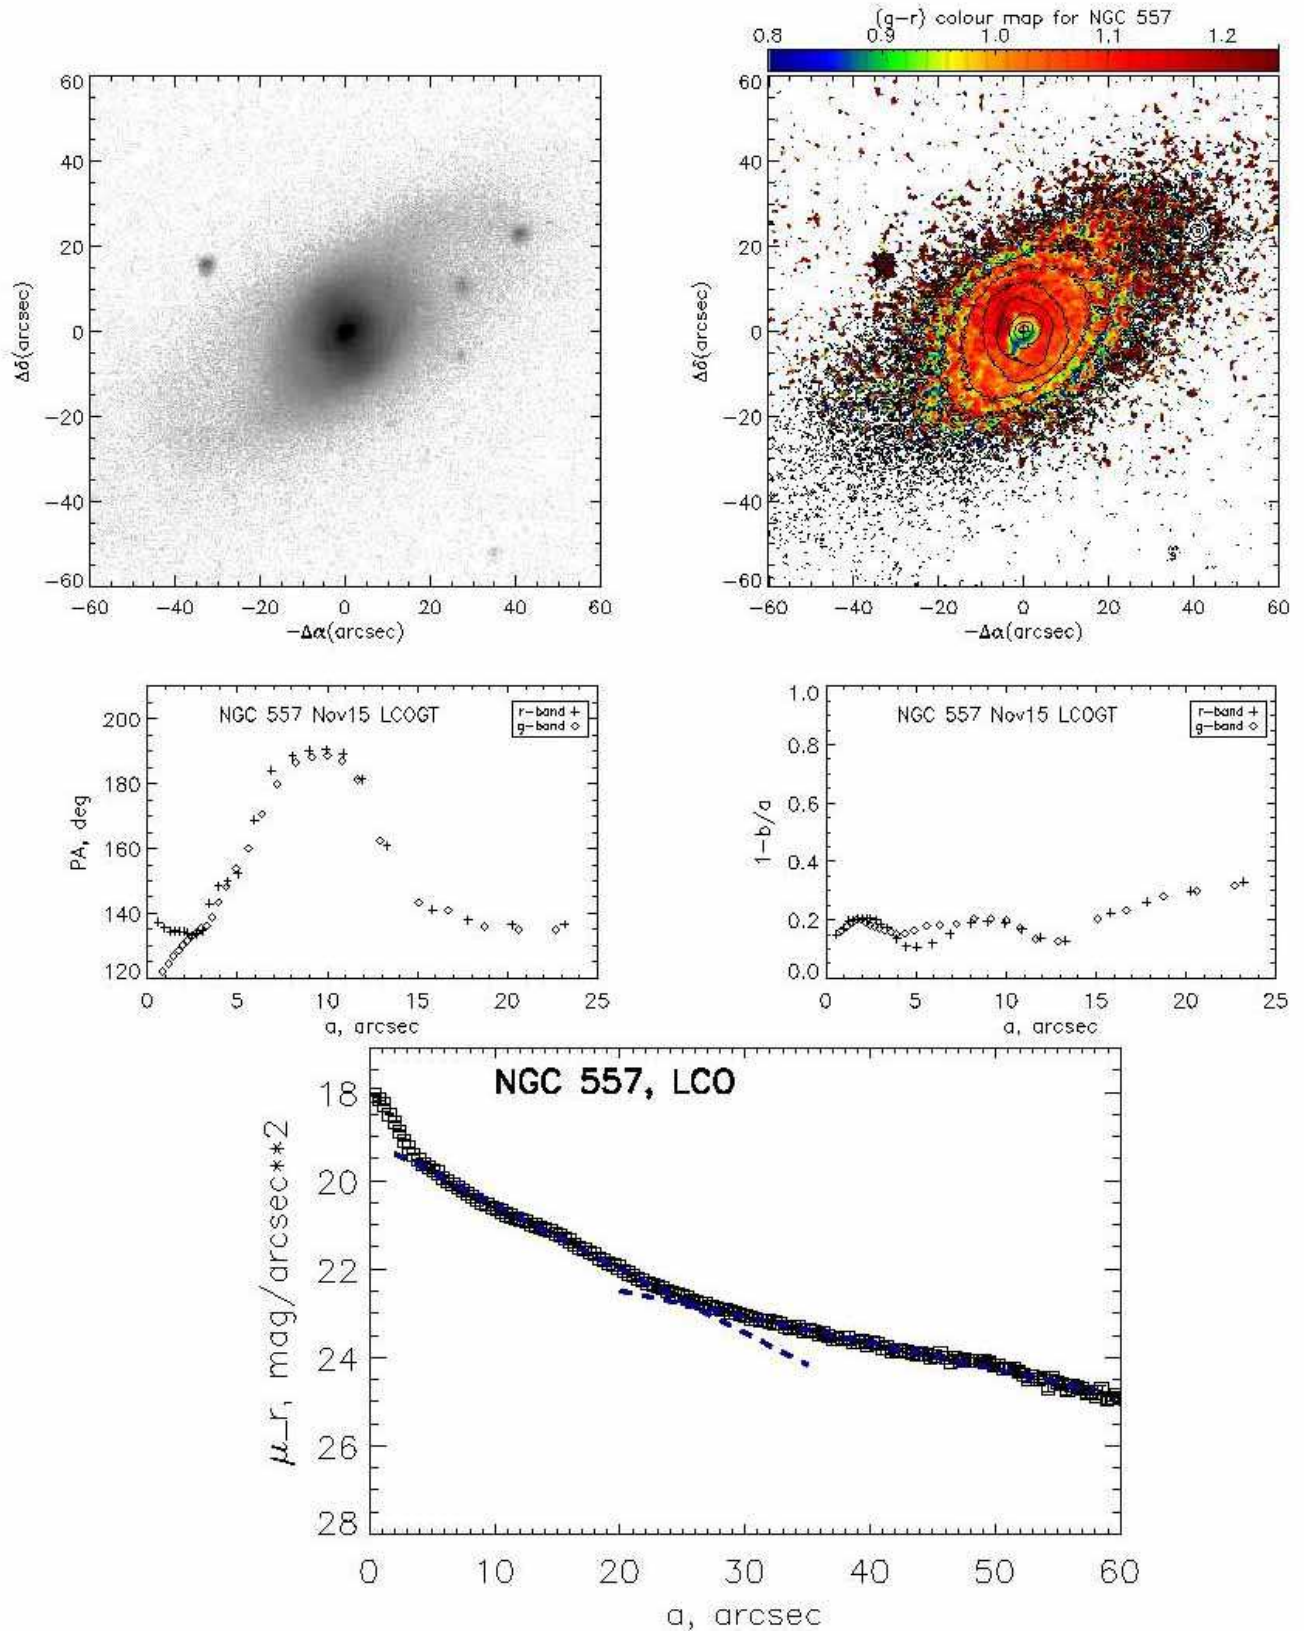 (g-r) colour map for NGC 557
0.8 0.9 1.0 1.1 1.2
60
40
20
0
-20
-40
-60
Δδ(arcsec)
-60 -40 -20 0 20 40 60
-Δα(arcsec)
60
40
20
0
-20
-40
-60
Δδ(arcsec)
-60 -40 -20 0 20 40 60
-Δα(arcsec)
NGC 557 Nov15 LCOGT
r-band +
g-band ◇
200
180
160
140
120
PA, deg
0 5 10 15 20 25
a, arcsec
NGC 557 Nov15 LCOGT
r-band +
g-band ◇
1.0
0.8
0.6
0.4
0.2
0.0
1-b/a
0 5 10 15 20 25
a, arcsec
NGC 557, LCO
18
20
22
24
26
28
μ_r, mag/arcsec**2
0 10 20 30 40 50 60
a, arcsec